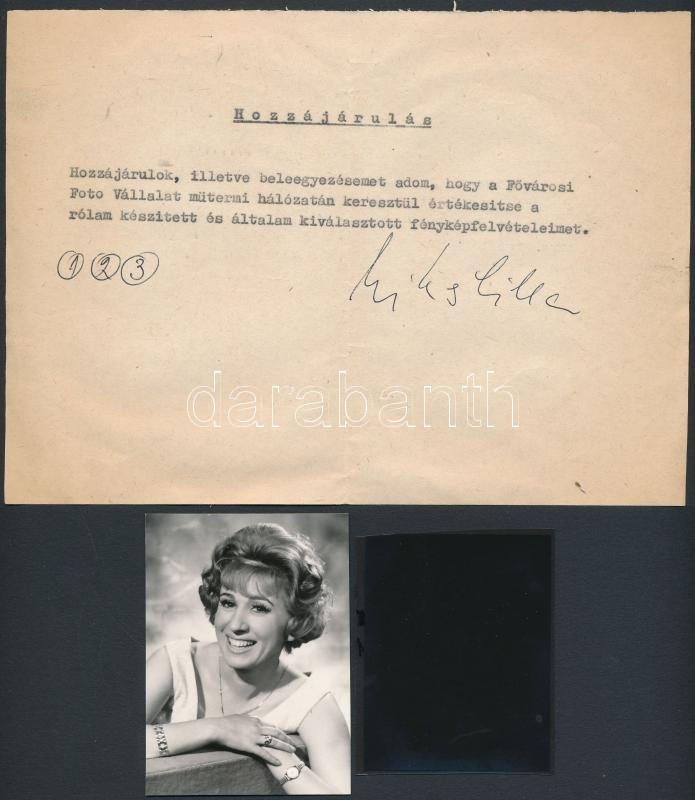 Hozzájárulás
Hozzájárulok, illetve beleegyezésemet adom, hogy a Fővárosi
Foto Vállalat mütermi hálózatán keresztül értékesitse a
rólam készitett és általam kiválasztott fényképfelvételeimet.
1 2 3
darabanth